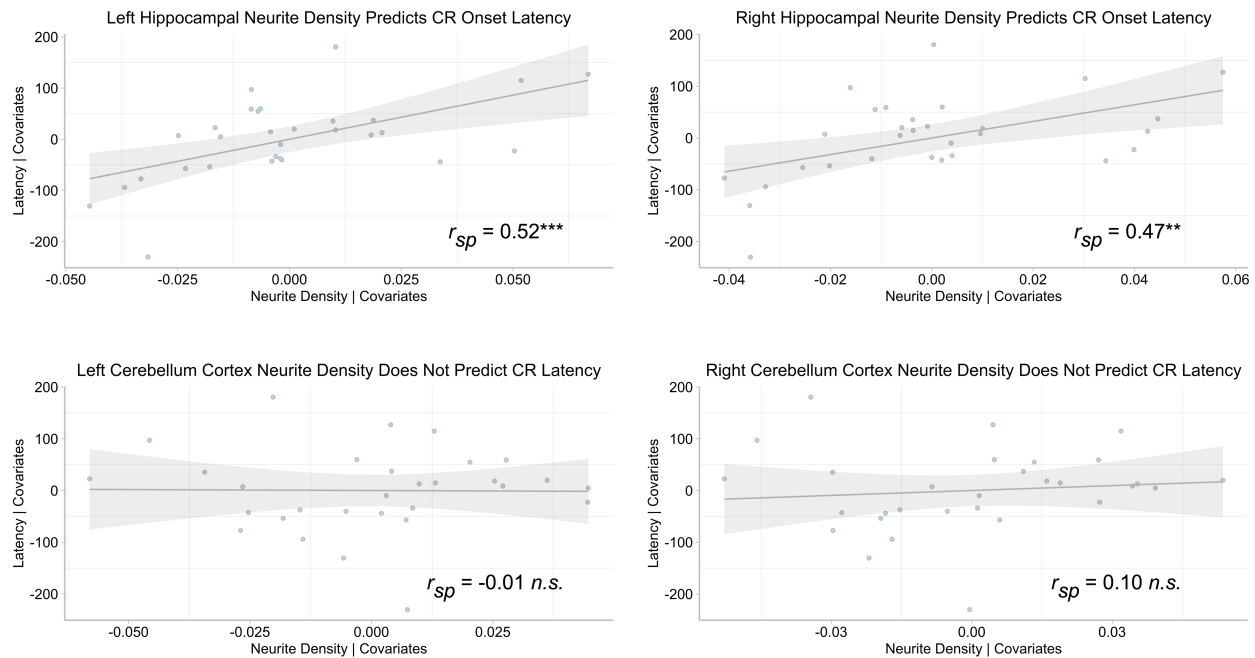 Left Hippocampal Neurite Density Predicts CR Onset Latency
200
100
0
-100
-200
Latency | Covariates
r_sp = 0.52***
-0.050
-0.025
0.000
0.025
0.050
Neurite Density | Covariates
Right Hippocampal Neurite Density Predicts CR Onset Latency
200
100
0
-100
-200
Latency | Covariates
r_sp = 0.47**
-0.04
-0.02
0.00
0.02
0.04
0.06
Neurite Density | Covariates
Left Cerebellum Cortex Neurite Density Does Not Predict CR Latency
200
100
0
-100
-200
Latency | Covariates
r_sp = -0.01 n.s.
-0.050
-0.025
0.000
0.025
Neurite Density | Covariates
Right Cerebellum Cortex Neurite Density Does Not Predict CR Latency
200
100
0
-100
-200
Latency | Covariates
r_sp = 0.10 n.s.
-0.03
0.00
0.03
Neurite Density | Covariates